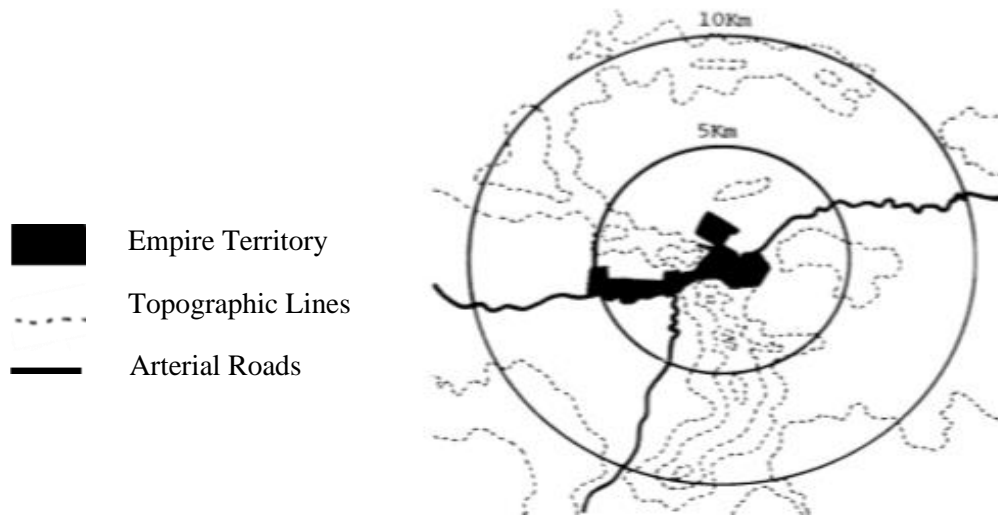 10Km
5Km
Empire Territory
Topographic Lines
Arterial Roads